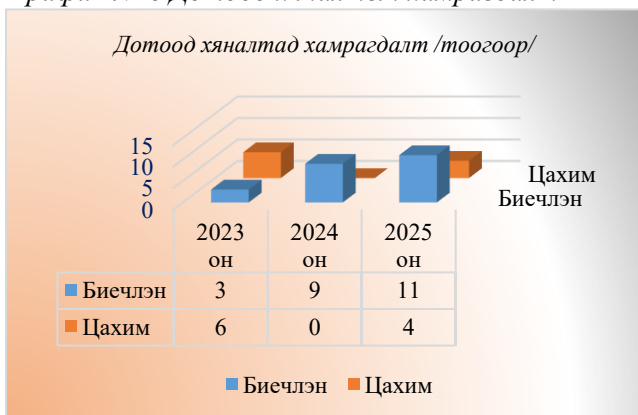 Дотоод хяналтад хамрагдалт /тоогоор/
15
10
5
0
Цахим
Биечлэн
2023 он
2024 он
2025 он
Биечлэн 3 9 11
Цахим 6 0 4
Биечлэн Цахим